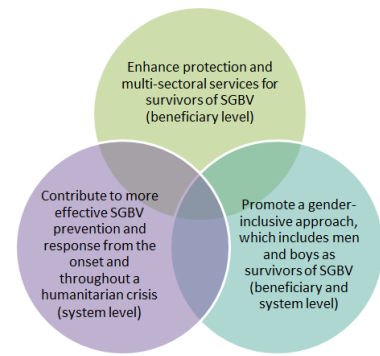 Enhance protection and
multi-sectoral services for
survivors of SGBV
(beneficiary level)
Contribute to more
effective SGBV
prevention and
response from the
onset and
throughout a
humanitarian crisis
(system level)
Promote a gender-
inclusive approach,
which includes men
and boys as
survivors of SGBV
(beneficiary and
system level)